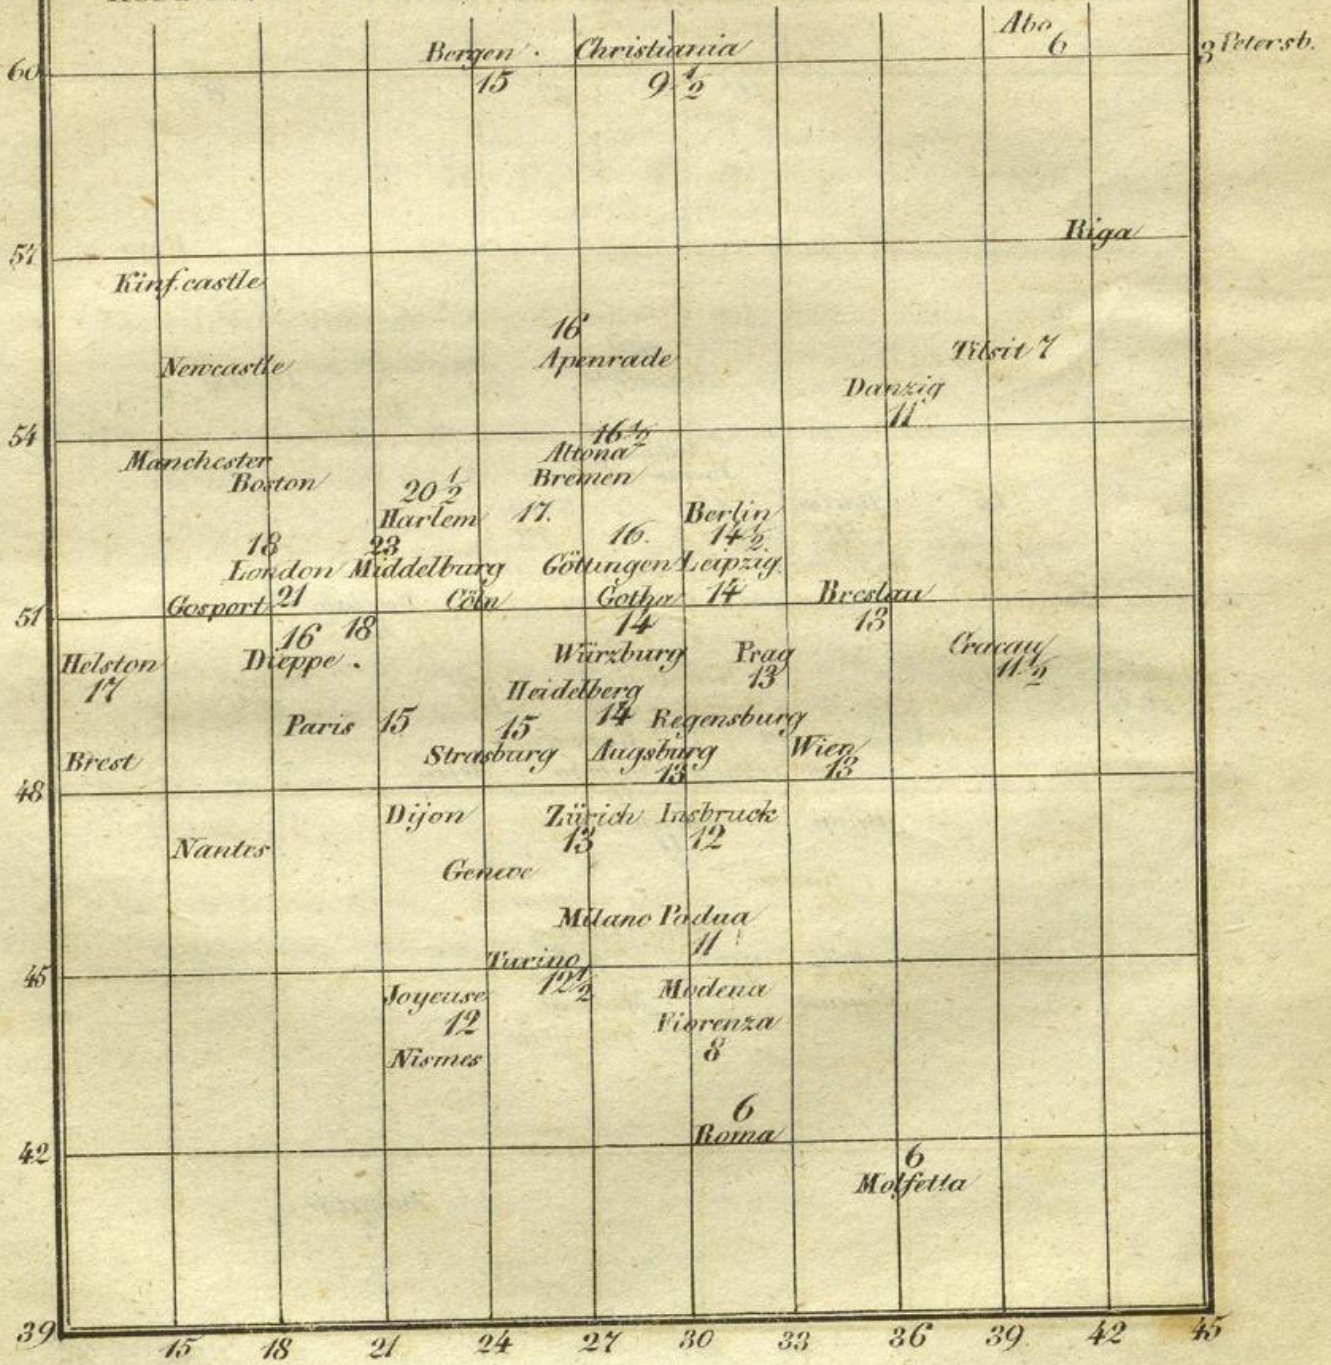 Abo
6
Bergen . Christiania
8 Petersb.
60
15 9 1/2
Riga
57
Kinf.castle
16
Tilsit 7
Newcastle Apenrade
Danzig
11
54
16 1/2
Manchester Altona
Boston Bremen
20 1/2
Harlem 17. Berlin
18 23 16. 14 1/2
London Middelburg Göttingen Leipzig.
Gosport 21 Cöln Gotha 14 Breslau
51
16 18 14 13
Helston Dieppe . Würzburg Prag Cracau
17 13 11 1/2
Heidelberg
Paris 15 15 14 Regensburg
Brest Strasburg Augsburg Wien
13 13
48
Dijon Zürich Insbruck
13 12
Nantes
Geneve
Milano Padua
11
Turino
45
12 1/2
Joyeuse Modena
12 Fiorenza
8
Nismes
6
Roma
42
6
Molfetta
39
15 18 21 24 27 30 33 36 39 42 45